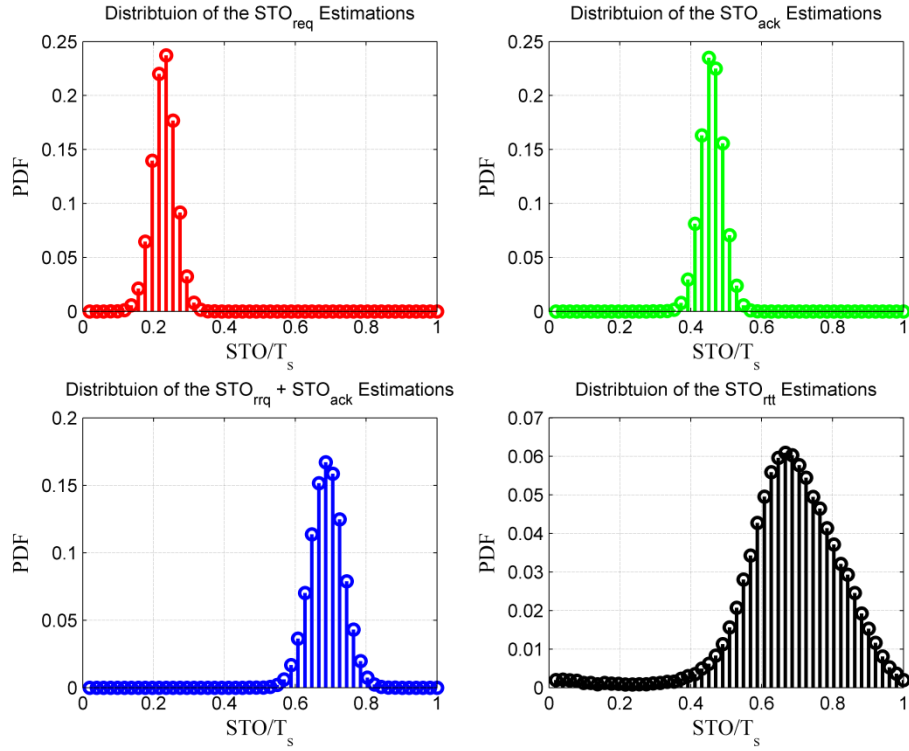 Distribtuion of the STO_req Estimations
0.25
0.2
0.15
0.1
0.05
0
PDF
0 0.2 0.4 0.6 0.8 1
STO/T_s
Distribtuion of the STO_ack Estimations
0.25
0.2
0.15
0.1
0.05
0
PDF
0 0.2 0.4 0.6 0.8 1
STO/T_s
Distribtuion of the STO_rrq + STO_ack Estimations
0.2
0.15
0.1
0.05
0
PDF
0 0.2 0.4 0.6 0.8 1
STO/T_s
Distribtuion of the STO_rtt Estimations
0.07
0.06
0.05
0.04
0.03
0.02
0.01
0
PDF
0 0.2 0.4 0.6 0.8 1
STO/T_s